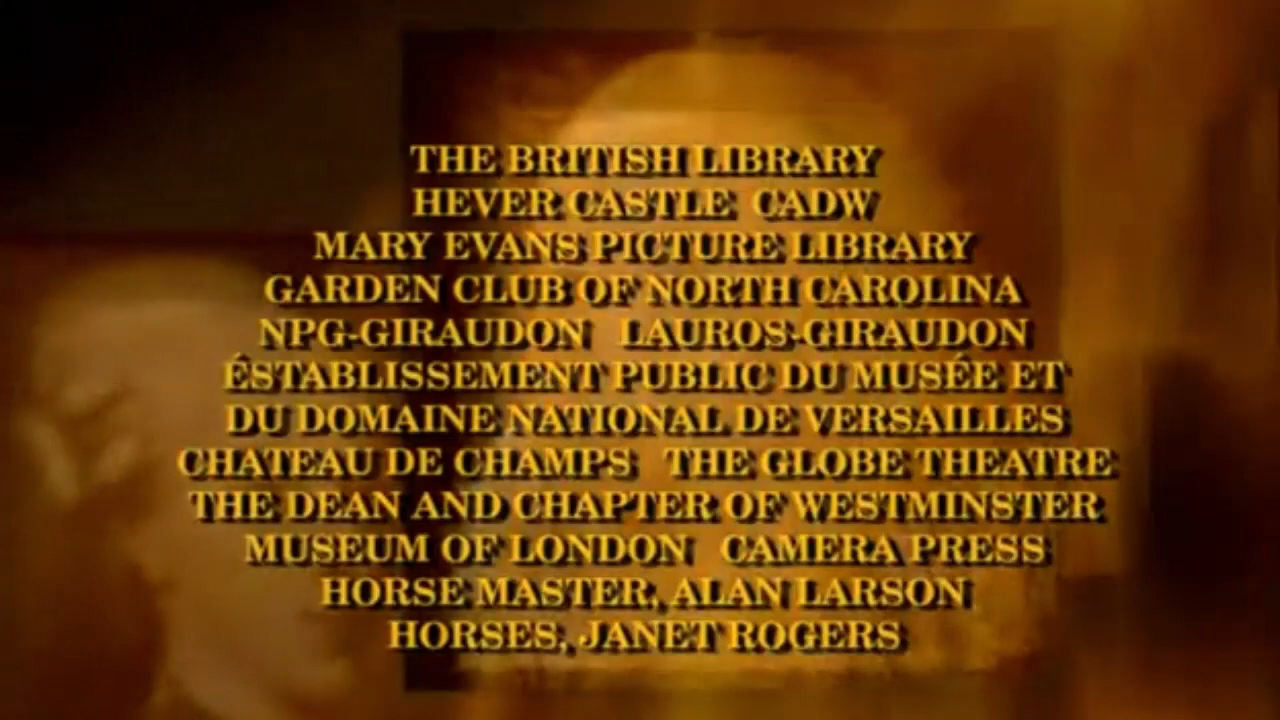 THE BRITISH LIBRARY
HEVER CASTLE CADW
MARY EVANS PICTURE LIBRARY
GARDEN CLUB OF NORTH CAROLINA
NPG-GIRAUDON LAUROS-GIRAUDON
ÉSTABLISSEMENT PUBLIC DU MUSÉE ET
DU DOMAINE NATIONAL DE VERSAILLES
CHATEAU DE CHAMPS THE GLOBE THEATRE
THE DEAN AND CHAPTER OF WESTMINSTER
MUSEUM OF LONDON CAMERA PRESS
HORSE MASTER, ALAN LARSON
HORSES, JANET ROGERS